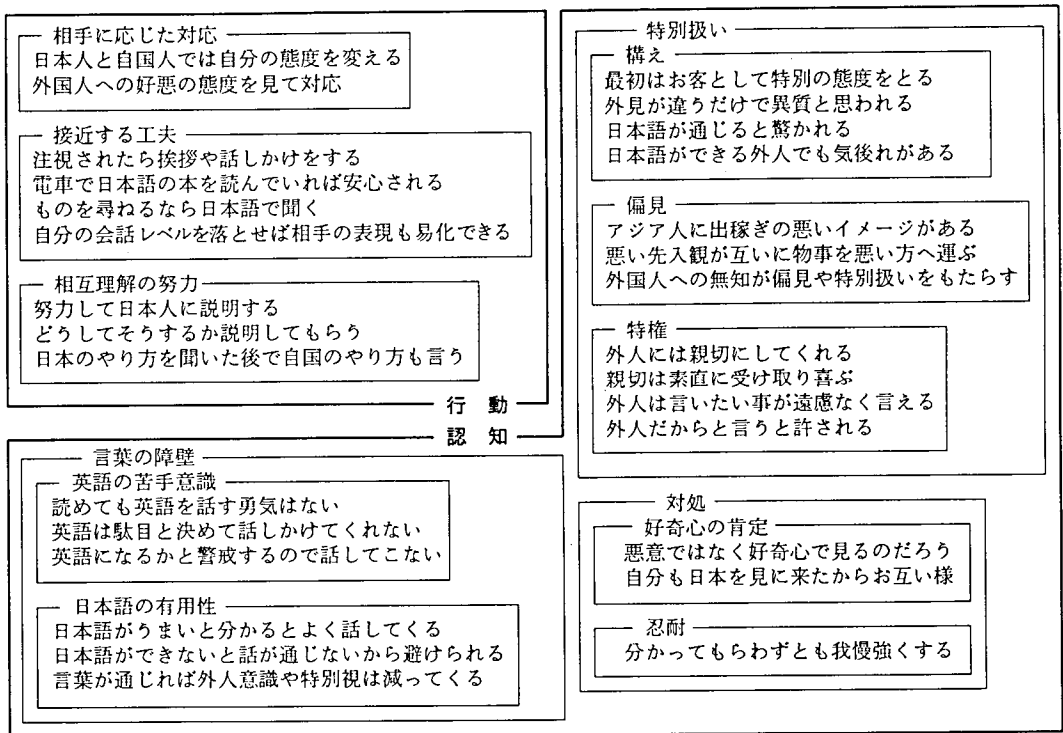 相手に応じた対応
日本人と自国人では自分の態度を変える
外国人への好悪の態度を見て対応
接近する工夫
注視されたら挨拶や話しかけをする
電車で日本語の本を読んでいれば安心される
ものを尋ねるなら日本語で聞く
自分の会話レベルを落とせば相手の表現も易化できる
相互理解の努力
努力して日本人に説明する
どうしてそうするか説明してもらう
日本のやり方を聞いた後で自国のやり方も言う
行動
認知
言葉の障壁
英語の苦手意識
読めても英語を話す勇気はない
英語は駄目と決めて話しかけてくれない
英語になるかと警戒するので話してこない
日本語の有用性
日本語がうまいと分かるとよく話してくる
日本語ができないと話が通じないから避けられる
言葉が通じれば外人意識や特別視は減ってくる
特別扱い
構え
最初はお客として特別の態度をとる
外見が違うだけで異質と思われる
日本語が通じると驚かれる
日本語ができる外人でも気後れがある
偏見
アジア人に出稼ぎの悪いイメージがある
悪い先入観が互いに物事を悪い方へ運ぶ
外国人への無知が偏見や特別扱いをもたらす
特権
外人には親切にしてくれる
親切は素直に受け取り喜ぶ
外人は言いたい事が遠慮なく言える
外人だからと言うと許される
対処
好奇心の肯定
悪意ではなく好奇心で見るのだろう
自分も日本を見に来たからお互い様
忍耐
分かってもらわずとも我慢強くする